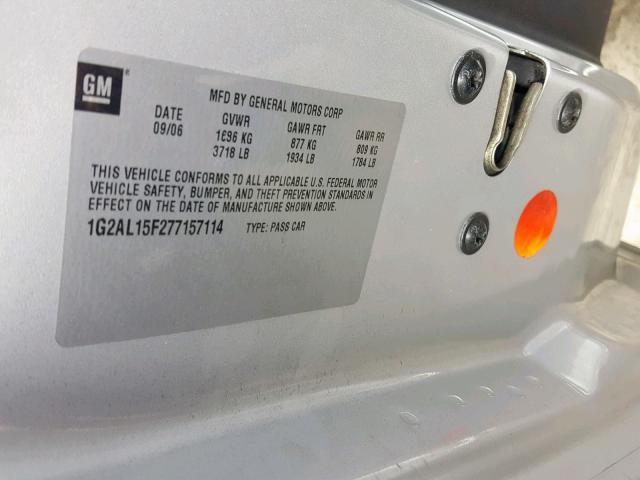 GM
MFD BY GENERAL MOTORS CORP
DATE GVWR GAWR FRT GAWR RR
09/06 1696 KG 877 KG 809 KG
3718 LB 1934 LB 1784 LB
THIS VEHICLE CONFORMS TO ALL APPLICABLE U.S. FEDERAL MOTOR
VEHICLE SAFETY, BUMPER, AND THEFT PREVENTION STANDARDS IN
EFFECT ON THE DATE OF MANUFACTURE SHOWN ABOVE.
1G2AL15F277157114 TYPE: PASS CAR